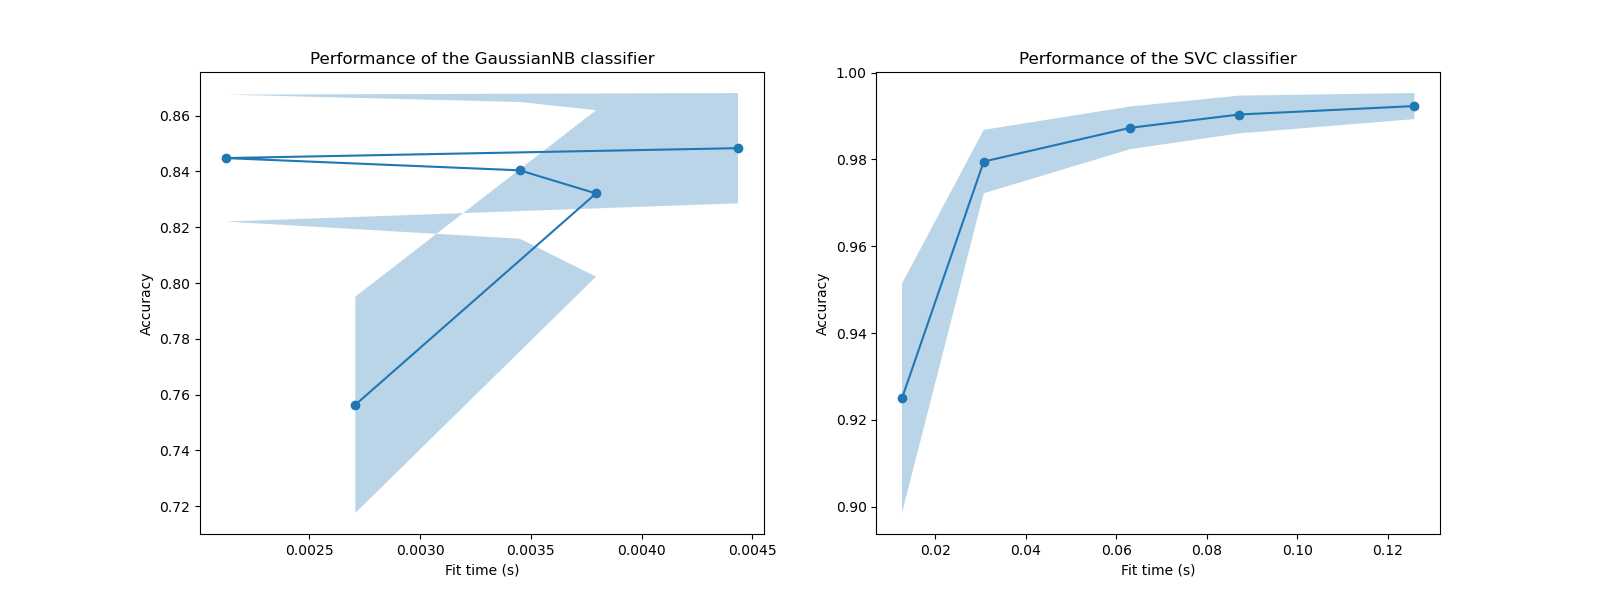 Performance of the GaussianNB classifier
Accuracy
0.86
0.84
0.82
0.80
0.78
0.76
0.74
0.72
0.0025 0.0030 0.0035 0.0040 0.0045
Fit time (s)
Performance of the SVC classifier
Accuracy
1.00
0.98
0.96
0.94
0.92
0.90
0.02 0.04 0.06 0.08 0.10 0.12
Fit time (s)